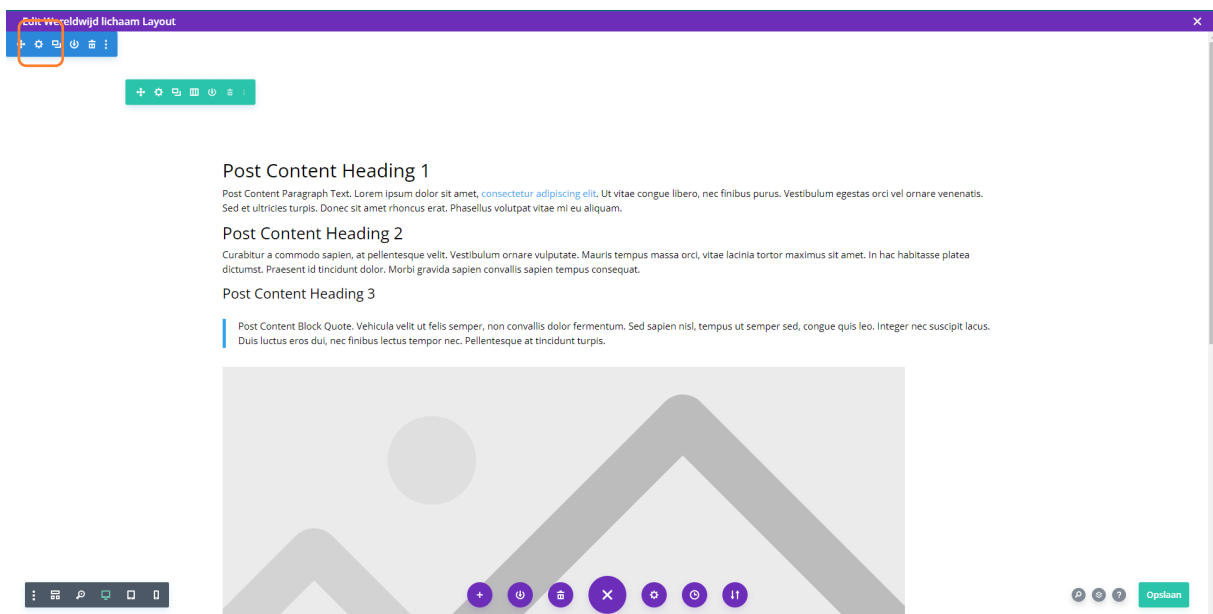 Edit Wereldwijd lichaam Layout
Post Content Heading 1
Post Content Paragraph Text. Lorem ipsum dolor sit amet, consectetur adipiscing elit. Ut vitae congue libero, nec finibus purus. Vestibulum egestas orci vel ornare venenatis.
Sed et ultricies turpis. Donec sit amet rhoncus erat. Phasellus volutpat vitae mi eu aliquam.
Post Content Heading 2
Curabitur a commodo sapien, at pellentesque velit. Vestibulum ornare vulputate. Mauris tempus massa orci, vitae lacinia tortor maximus sit amet. In hac habitasse platea
dictumst. Praesent id tincidunt dolor. Morbi gravida sapien convallis sapien tempus consequat.
Post Content Heading 3
Post Content Block Quote. Vehicula velit ut felis semper, non convallis dolor fermentum. Sed sapien nisl, tempus ut semper sed, congue quis leo. Integer nec suscipit lacus.
Duis luctus eros dui, nec finibus lectus tempor nec. Pellentesque at tincidunt turpis.
Opslaan